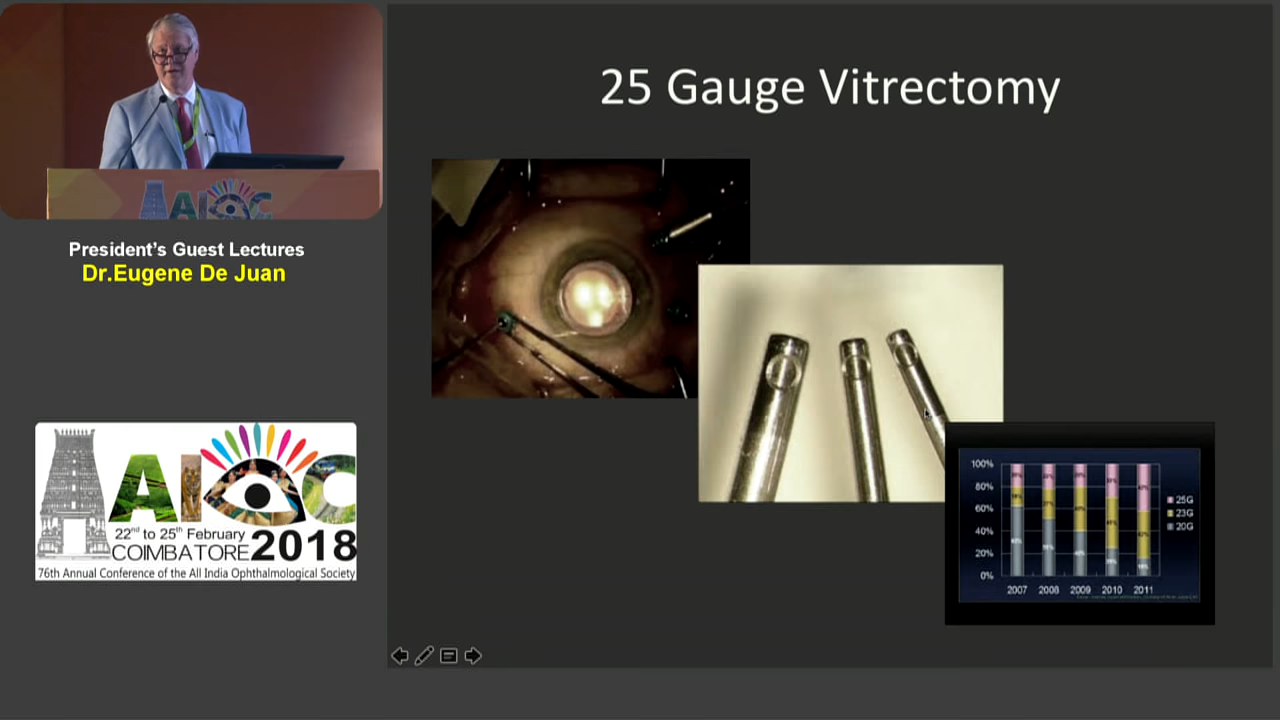 25 Gauge Vitrectomy
AIOC
President's Guest Lectures
Dr.Eugene De Juan
AIOC
22nd to 25th February
COIMBATORE 2018
76th Annual Conference of the All India Ophthalmological Society
100%
80%
60%
40%
20%
0%
2007 2008 2009 2010 2011
25G
23G
20G